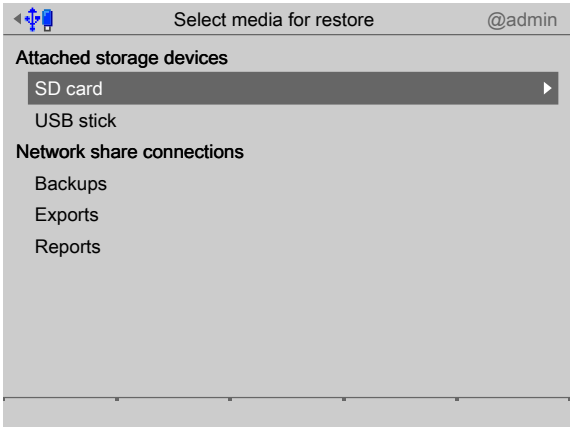 Select media for restore @admin
Attached storage devices
SD card
USB stick
Network share connections
Backups
Exports
Reports